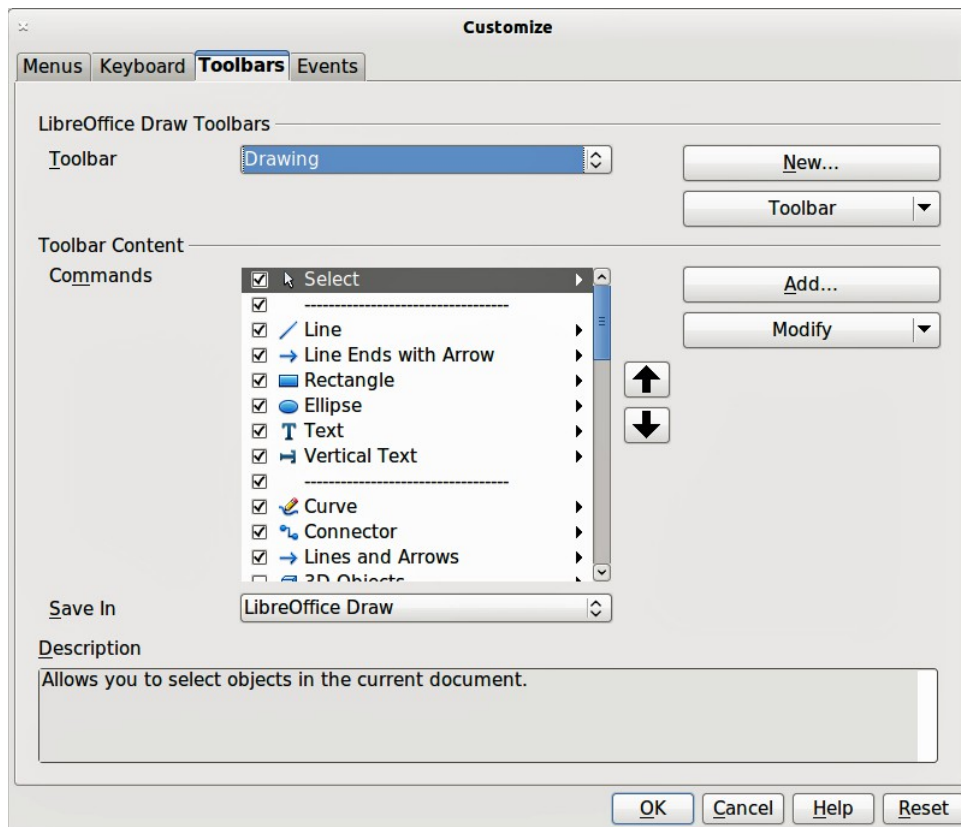 Customize
Menus Keyboard Toolbars Events
LibreOffice Draw Toolbars
Toolbar Drawing New...
Toolbar
Toolbar Content
Commands Select Add...
----------------------------------
Line Modify
Line Ends with Arrow
Rectangle
Ellipse
Text
Vertical Text
----------------------------------
Curve
Connector
Lines and Arrows
3D Objects
Save In LibreOffice Draw
Description
Allows you to select objects in the current document.
OK Cancel Help Reset